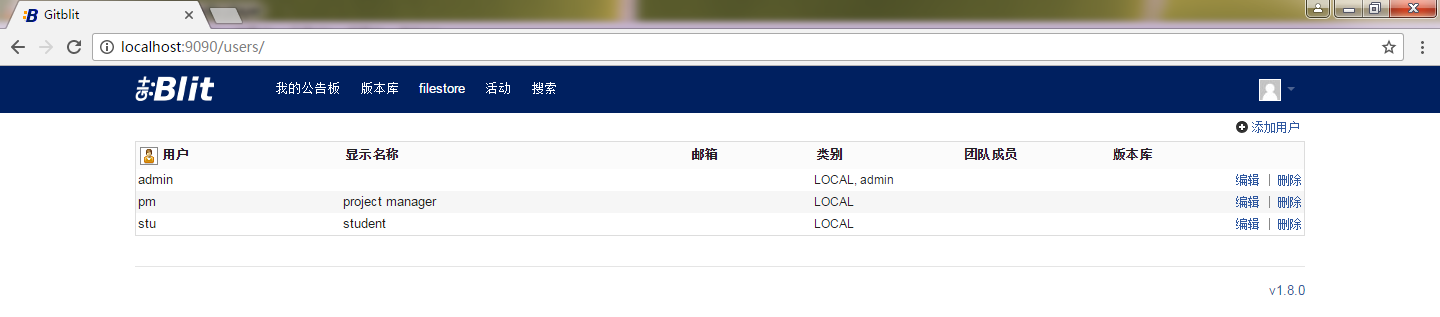 Gitblit
localhost:9090/users/
Git:Blit 我的公告板 版本库 filestore 活动 搜索
添加用户
用户 显示名称 邮箱 类别 团队成员 版本库
admin LOCAL, admin 编辑 | 删除
pm project manager LOCAL 编辑 | 删除
stu student LOCAL 编辑 | 删除
v1.8.0